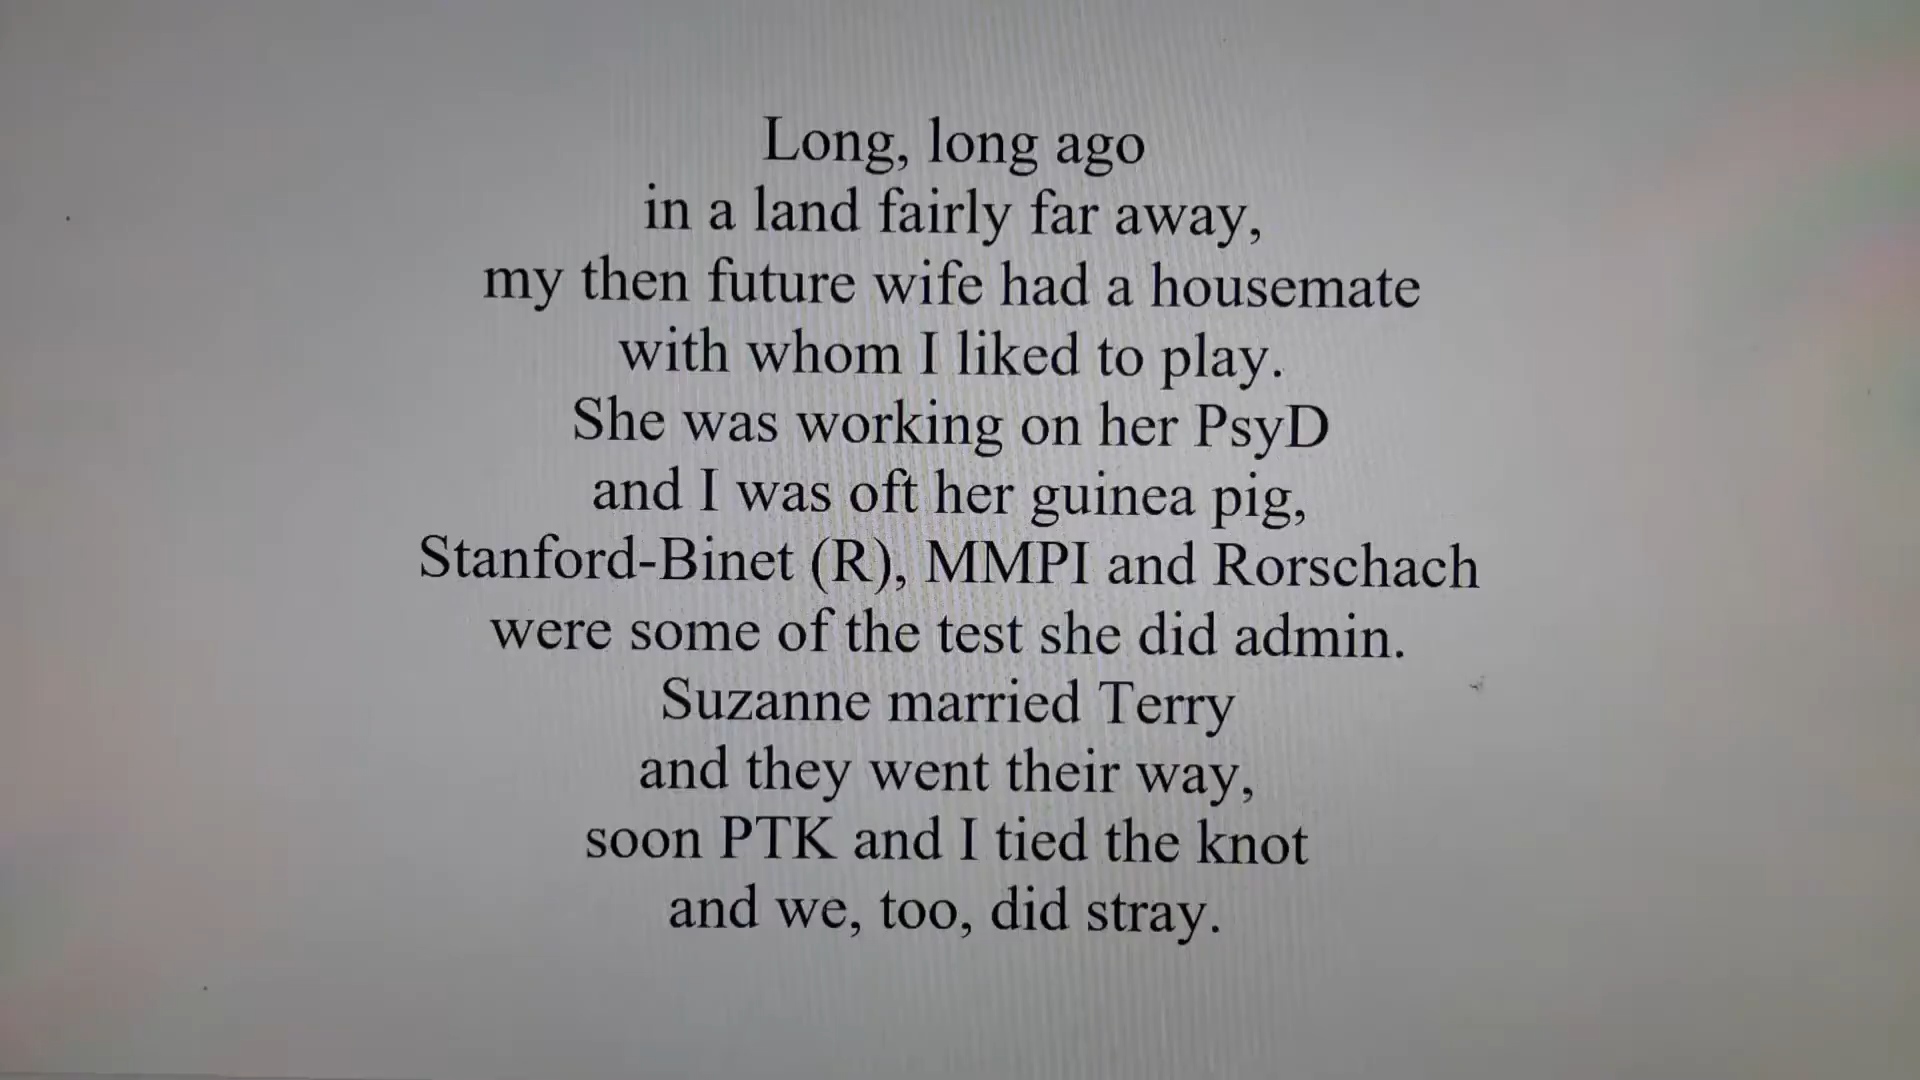 Long, long ago
in a land fairly far away,
my then future wife had a housemate
with whom I liked to play.
She was working on her PsyD
and I was oft her guinea pig,
Stanford-Binet (R), MMPI and Rorschach
were some of the test she did admin.
Suzanne married Terry
and they went their way,
soon PTK and I tied the knot
and we, too, did stray.